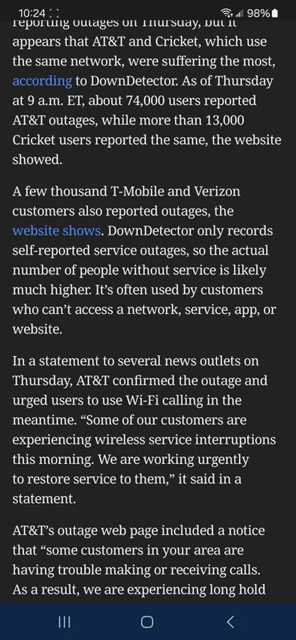 10:24
98%
reporting outages on Thursday, but it
appears that AT&T and Cricket, which use
the same network, were suffering the most,
according to DownDetector. As of Thursday
at 9 a.m. ET, about 74,000 users reported
AT&T outages, while more than 13,000
Cricket users reported the same, the website
showed.
A few thousand T-Mobile and Verizon
customers also reported outages, the
website shows. DownDetector only records
self-reported service outages, so the actual
number of people without service is likely
much higher. It’s often used by customers
who can’t access a network, service, app, or
website.
In a statement to several news outlets on
Thursday, AT&T confirmed the outage and
urged users to use Wi-Fi calling in the
meantime. “Some of our customers are
experiencing wireless service interruptions
this morning. We are working urgently
to restore service to them,” it said in a
statement.
AT&T’s outage web page included a notice
that “some customers in your area are
having trouble making or receiving calls.
As a result, we are experiencing long hold